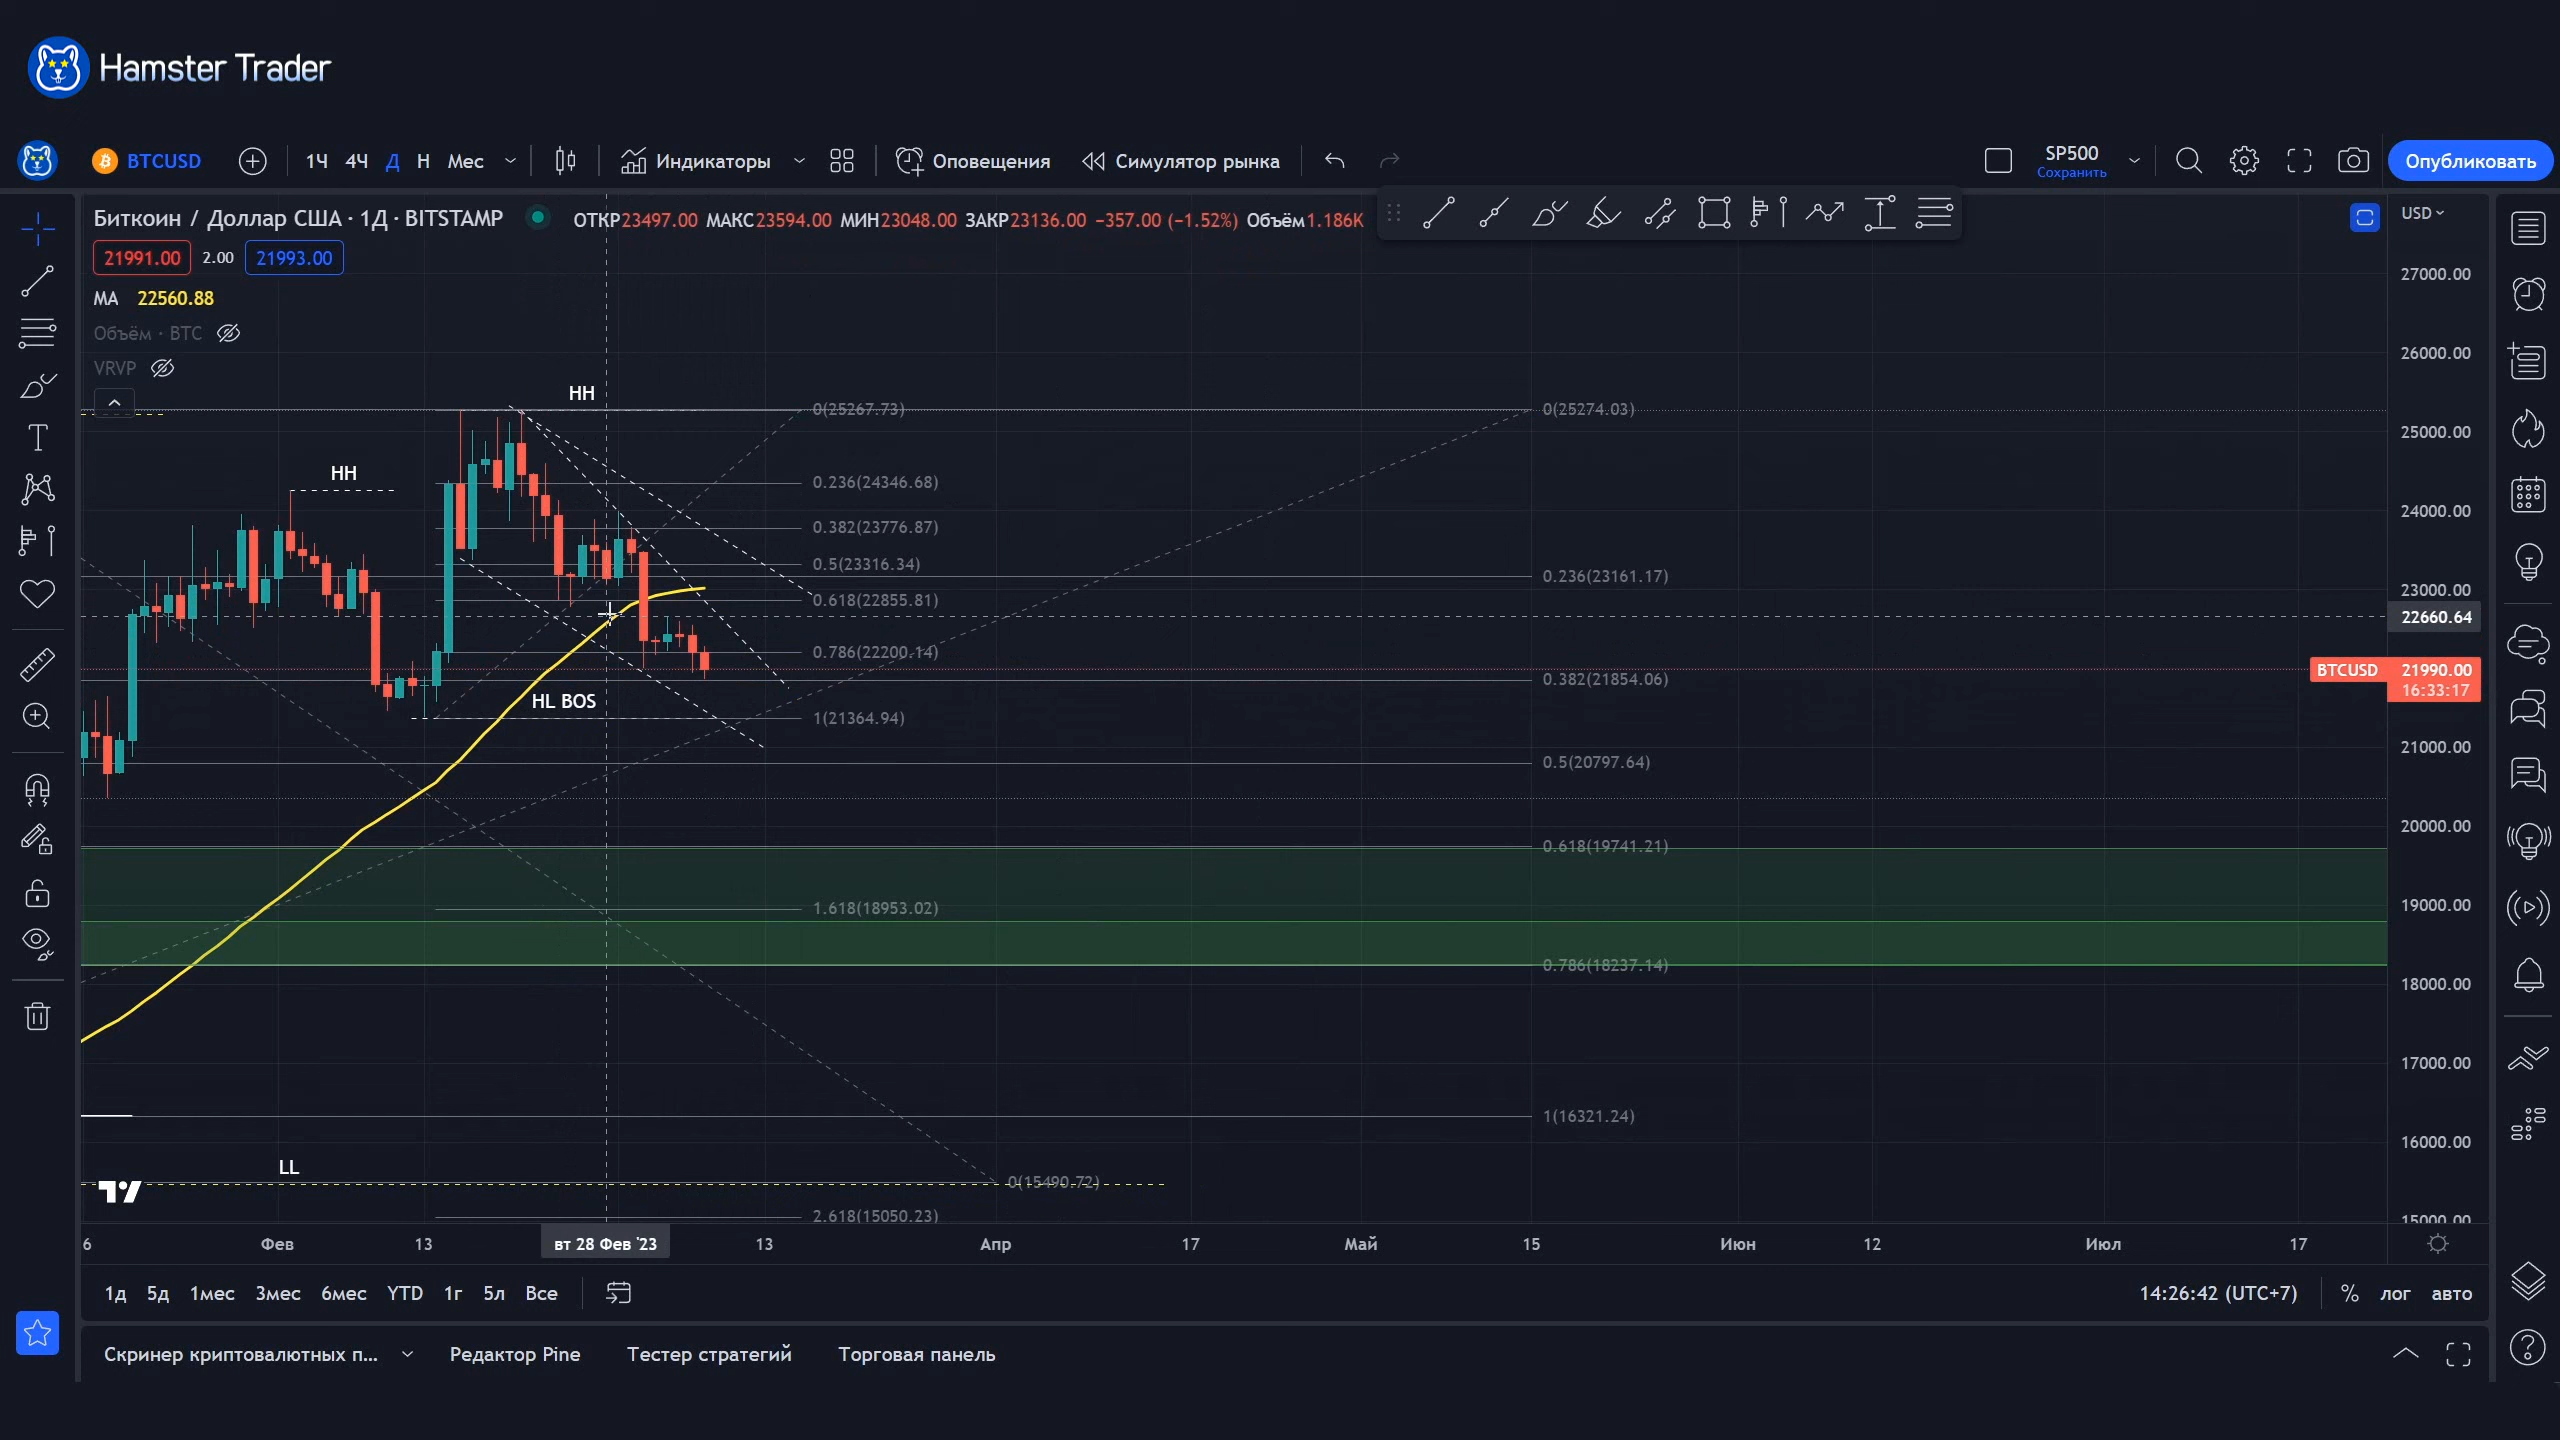 Hamster Trader
BTCUSD
1Ч 4Ч Д Н Мес
Индикаторы
Оповещения
Симулятор рынка
SP500
Сохранить
Опубликовать
Биткоин / Доллар США · 1Д · BITSTAMP
ОТКР23497.00 МАКС23594.00 МИН23048.00 ЗАКР23136.00 −357.00 (−1.52%) Объём1.186K
USD
21991.00 2.00 21993.00
MA 22560.88
Объём · BTC
VRVP
27000.00
26000.00
HH
0(25267.73)
0(25274.03)
25000.00
HH
0.236(24346.68)
24000.00
0.382(23776.87)
0.5(23316.34)
0.236(23161.17)
23000.00
0.618(22855.81)
22660.64
0.786(22200.14)
BTCUSD 21990.00
16:33:17
0.382(21854.06)
HL BOS
1(21364.94)
21000.00
0.5(20797.64)
20000.00
0.618(19741.21)
1.618(18953.02)
19000.00
0.786(18237.14)
18000.00
17000.00
1(16321.24)
16000.00
LL
0(15490.72)
2.618(15050.23)
15000.00
6 Фев 13 вт 28 Фев '23 13 Апр 17 Май 15 Июн 12 Июл 17
1д 5д 1мес 3мес 6мес YTD 1г 5л Все
14:26:42 (UTC+7) % лог авто
Скринер криптовалютных п... Редактор Pine Тестер стратегий Торговая панель